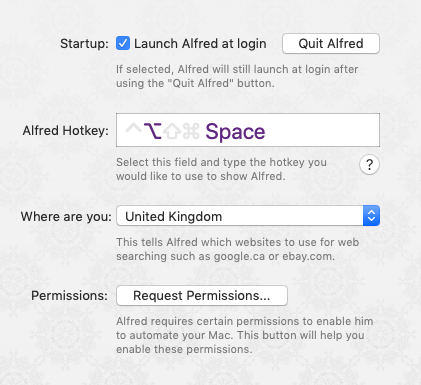 Startup: Launch Alfred at login Quit Alfred
If selected, Alfred will still launch at login after
using the "Quit Alfred" button.
Alfred Hotkey: ^⌥⇧⌘ Space
Select this field and type the hotkey you
would like to use to show Alfred.
?
Where are you: United Kingdom
This tells Alfred which websites to use for web
searching such as google.ca or ebay.com.
Permissions: Request Permissions...
Alfred requires certain permissions to enable him
to automate your Mac. This button will help you
enable these permissions.